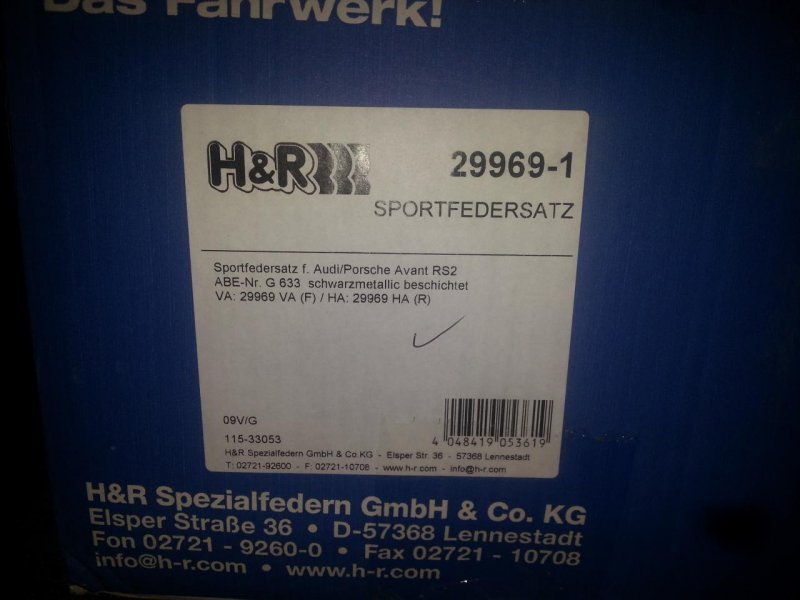 Das Fahrwerk!
H&R
29969-1
SPORTFEDERSATZ
Sportfedersatz f. Audi/Porsche Avant RS2
ABE-Nr. G 633 schwarzmetallic beschichtet
VA: 29969 VA (F) / HA: 29969 HA (R)
09V/G
115-33053
4 048419 053619
H&R Spezialfedern GmbH & Co.KG - Elsper Str. 36 - 57368 Lennestadt
T: 02721-92600 - F: 02721-10708 - www.h-r.com - info@h-r.com
H&R Spezialfedern GmbH & Co. KG
Elsper Straße 36 • D-57368 Lennestadt
Fon 02721 - 9260-0 • Fax 02721 - 10708
info@h-r.com • www.h-r.com